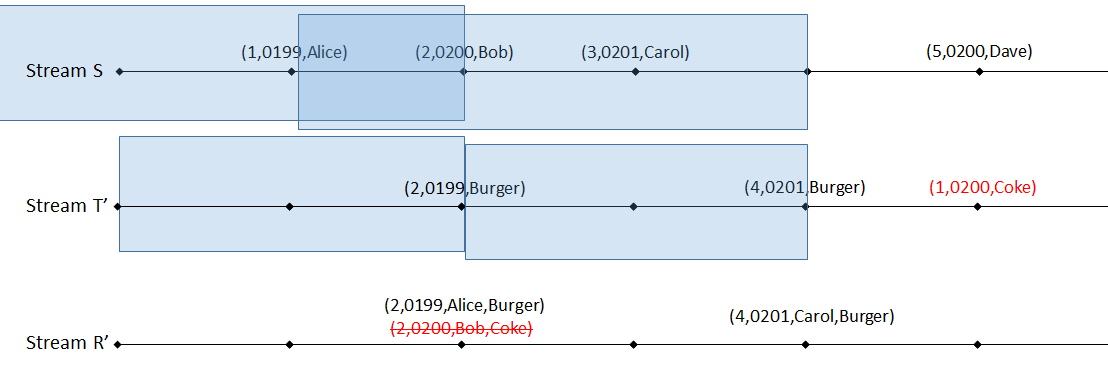 (1,0199,Alice) (2,0200,Bob) (3,0201,Carol) (5,0200,Dave)
Stream S
(2,0199,Burger) (4,0201,Burger) (1,0200,Coke)
Stream T’
(2,0199,Alice,Burger)
(4,0201,Carol,Burger)
(2,0200,Bob,Coke)
Stream R’